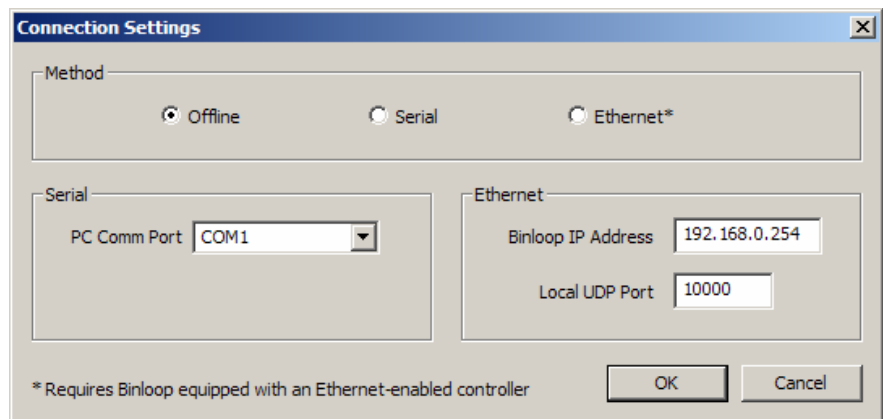 Connection Settings
Method
Offline Serial Ethernet*
Serial
PC Comm Port COM1
Ethernet
Binloop IP Address 192.168.0.254
Local UDP Port 10000
* Requires Binloop equipped with an Ethernet-enabled controller
OK Cancel